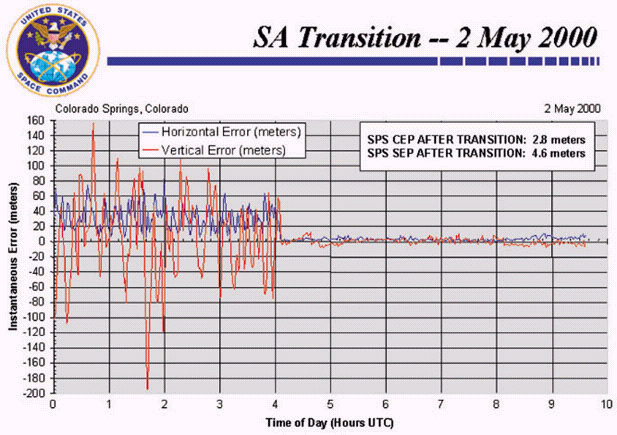 UNITED STATES
SPACE COMMAND
SA Transition -- 2 May 2000
Colorado Springs, Colorado
2 May 2000
Horizontal Error (meters)
Vertical Error (meters)
SPS CEP AFTER TRANSITION: 2.8 meters
SPS SEP AFTER TRANSITION: 4.6 meters
Instantaneous Error (meters)
160
140
120
100
80
60
40
20
0
-20
-40
-60
-80
-100
-120
-140
-160
-180
-200
0 1 2 3 4 5 6 7 8 9 10
Time of Day (Hours UTC)